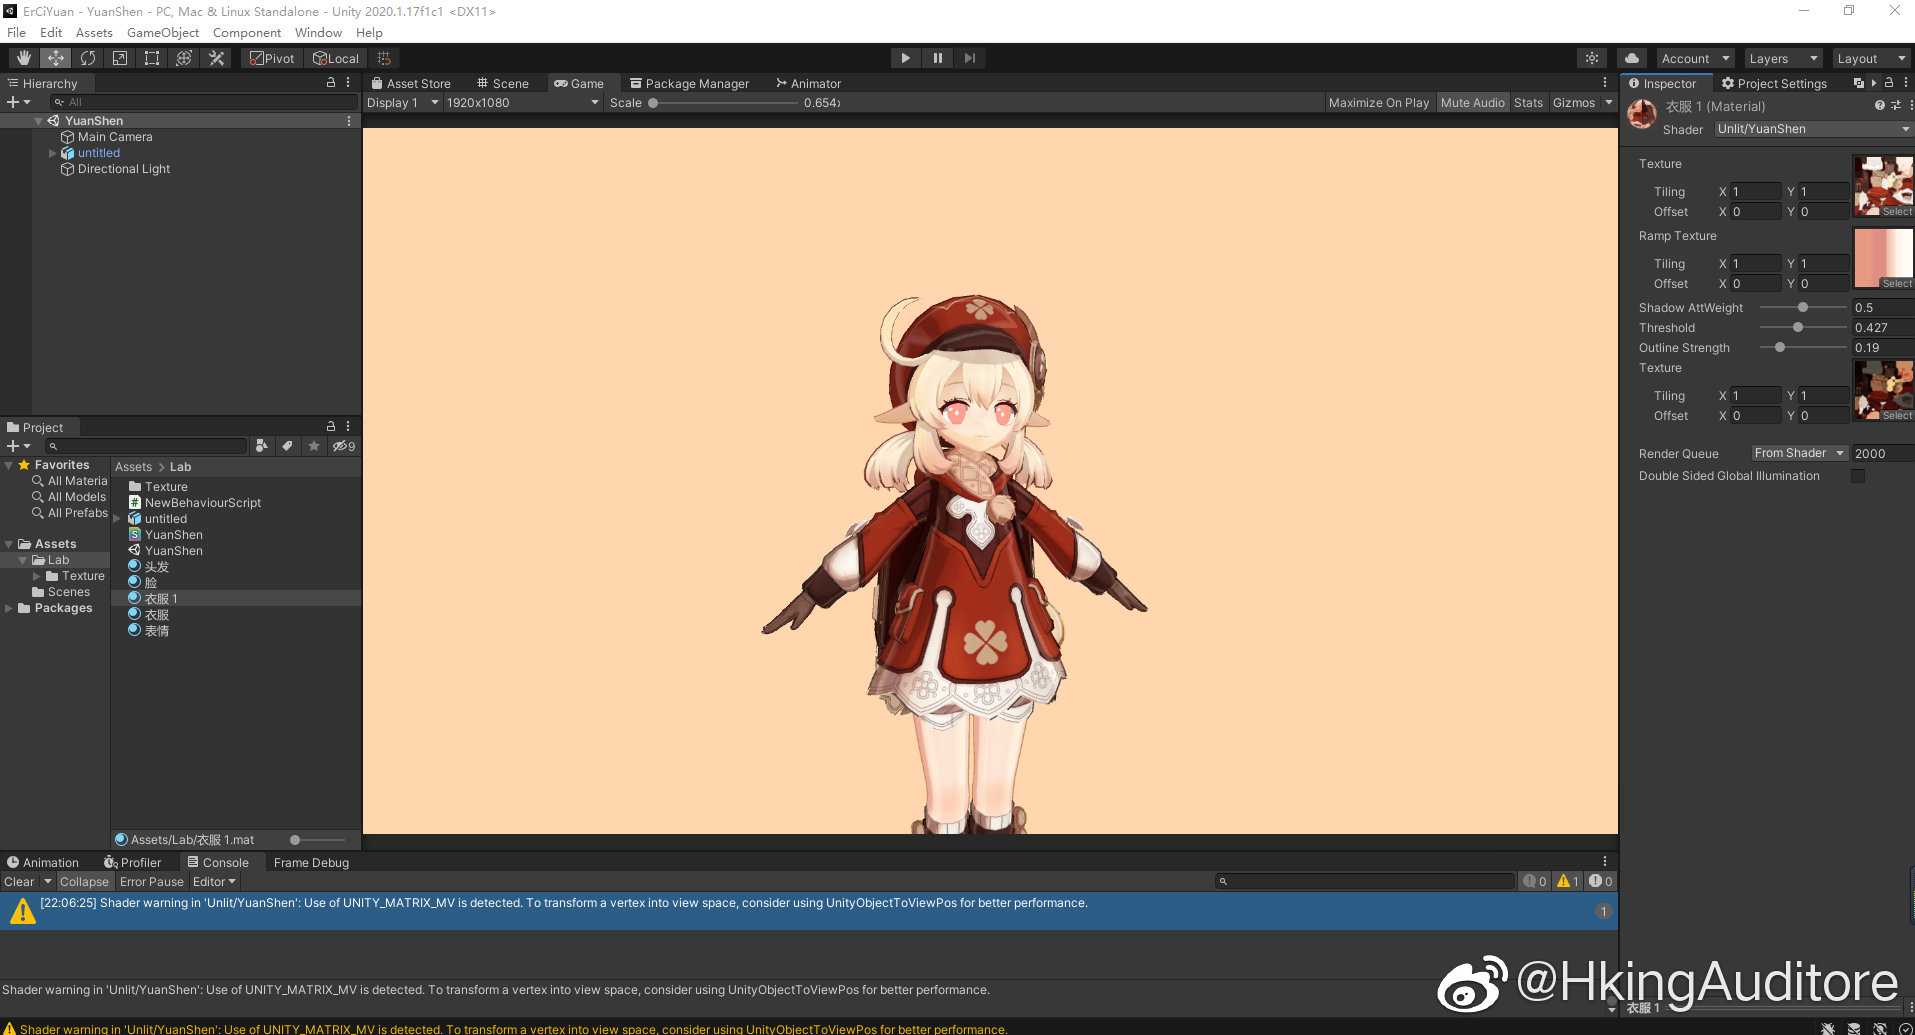 ErCiYuan - YuanShen - PC, Mac & Linux Standalone - Unity 2020.1.17f1c1 <DX11>
File Edit Assets GameObject Component Window Help
Pivot Local
Account Layers Layout
Hierarchy
All
YuanShen
Main Camera
untitled
Directional Light
Asset Store Scene Game Package Manager Animator
Display 1 1920x1080 Scale 0.654x Maximize On Play Mute Audio Stats Gizmos
Inspector Project Settings
衣服 1 (Material)
Shader Unlit/YuanShen
Texture
Tiling X 1 Y 1
Offset X 0 Y 0
Select
Ramp Texture
Tiling X 1 Y 1
Offset X 0 Y 0
Select
Shadow AttWeight 0.5
Threshold 0.427
Outline Strength 0.19
Texture
Tiling X 1 Y 1
Offset X 0 Y 0
Select
Render Queue From Shader 2000
Double Sided Global Illumination
Project
9
Favorites
All Materia
All Models
All Prefabs
Assets
Lab
Texture
Scenes
Packages
Assets > Lab
Texture
NewBehaviourScript
untitled
YuanShen
YuanShen
头发
脸
衣服 1
衣服
表情
Assets/Lab/衣服 1.mat
Animation Profiler Console Frame Debug
Clear Collapse Error Pause Editor
0 1 0
[22:06:25] Shader warning in 'Unlit/YuanShen': Use of UNITY_MATRIX_MV is detected. To transform a vertex into view space, consider using UnityObjectToViewPos for better performance.
1
Shader warning in 'Unlit/YuanShen': Use of UNITY_MATRIX_MV is detected. To transform a vertex into view space, consider using UnityObjectToViewPos for better performance.
@HkingAuditore
衣服 1
Shader warning in 'Unlit/YuanShen': Use of UNITY_MATRIX_MV is detected. To transform a vertex into view space, consider using UnityObjectToViewPos for better performance.